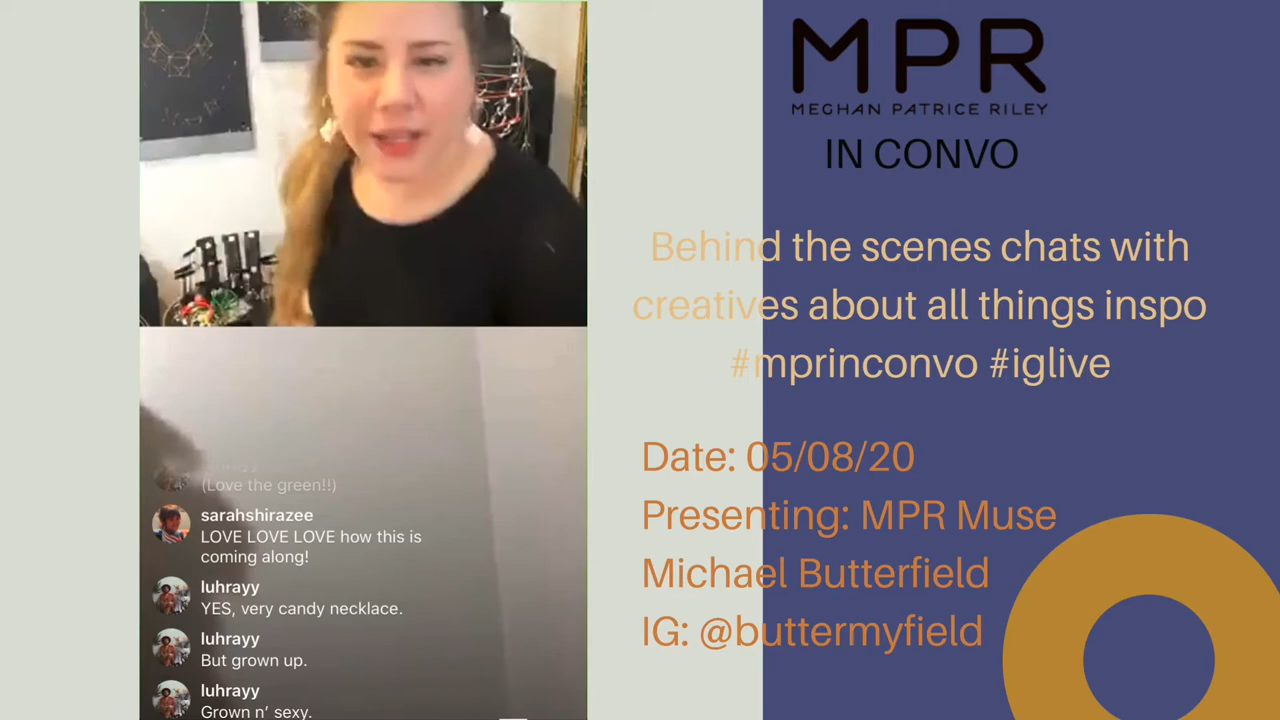 (Love the green!!)
sarahshirazee
LOVE LOVE LOVE how this is
coming along!
luhrayy
YES, very candy necklace.
luhrayy
But grown up.
luhrayy
Grown n' sexy.
MPR
MEGHAN PATRICE RILEY
IN CONVO
Behind the scenes chats with
creatives about all things inspo
#mprinconvo #iglive
Date: 05/08/20
Presenting: MPR Muse
Michael Butterfield
IG: @buttermyfield